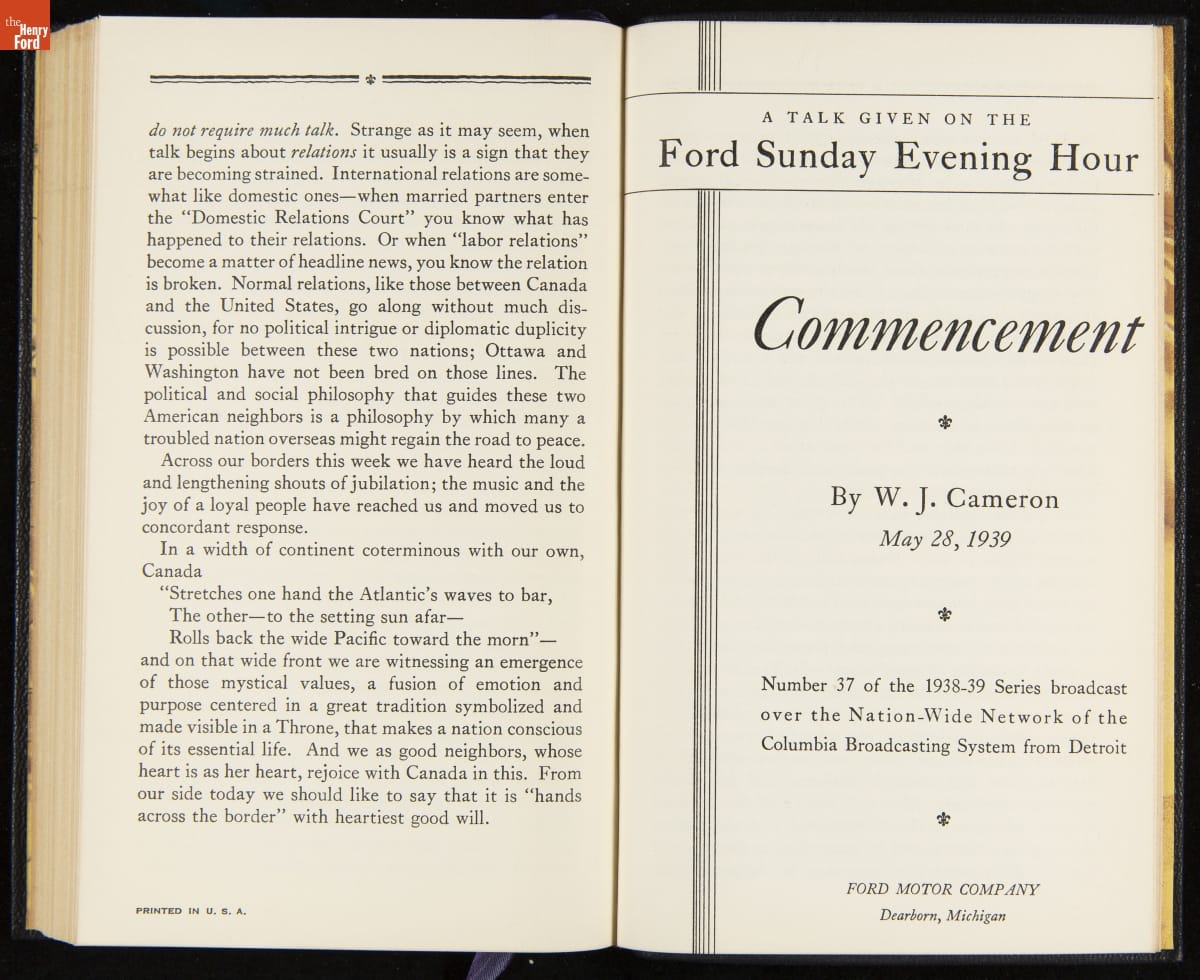 the
Henry
Ford
do not require much talk. Strange as it may seem, when
talk begins about relations it usually is a sign that they
are becoming strained. International relations are some-
what like domestic ones—when married partners enter
the “Domestic Relations Court” you know what has
happened to their relations. Or when “labor relations”
become a matter of headline news, you know the relation
is broken. Normal relations, like those between Canada
and the United States, go along without much dis-
cussion, for no political intrigue or diplomatic duplicity
is possible between these two nations; Ottawa and
Washington have not been bred on those lines. The
political and social philosophy that guides these two
American neighbors is a philosophy by which many a
troubled nation overseas might regain the road to peace.
Across our borders this week we have heard the loud
and lengthening shouts of jubilation; the music and the
joy of a loyal people have reached us and moved us to
concordant response.
In a width of continent coterminous with our own,
Canada
“Stretches one hand the Atlantic’s waves to bar,
The other—to the setting sun afar—
Rolls back the wide Pacific toward the morn”—
and on that wide front we are witnessing an emergence
of those mystical values, a fusion of emotion and
purpose centered in a great tradition symbolized and
made visible in a Throne, that makes a nation conscious
of its essential life. And we as good neighbors, whose
heart is as her heart, rejoice with Canada in this. From
our side today we should like to say that it is “hands
across the border” with heartiest good will.
PRINTED IN U. S. A.
A TALK GIVEN ON THE
Ford Sunday Evening Hour
Commencement
By W. J. Cameron
May 28, 1939
Number 37 of the 1938-39 Series broadcast
over the Nation-Wide Network of the
Columbia Broadcasting System from Detroit
FORD MOTOR COMPANY
Dearborn, Michigan